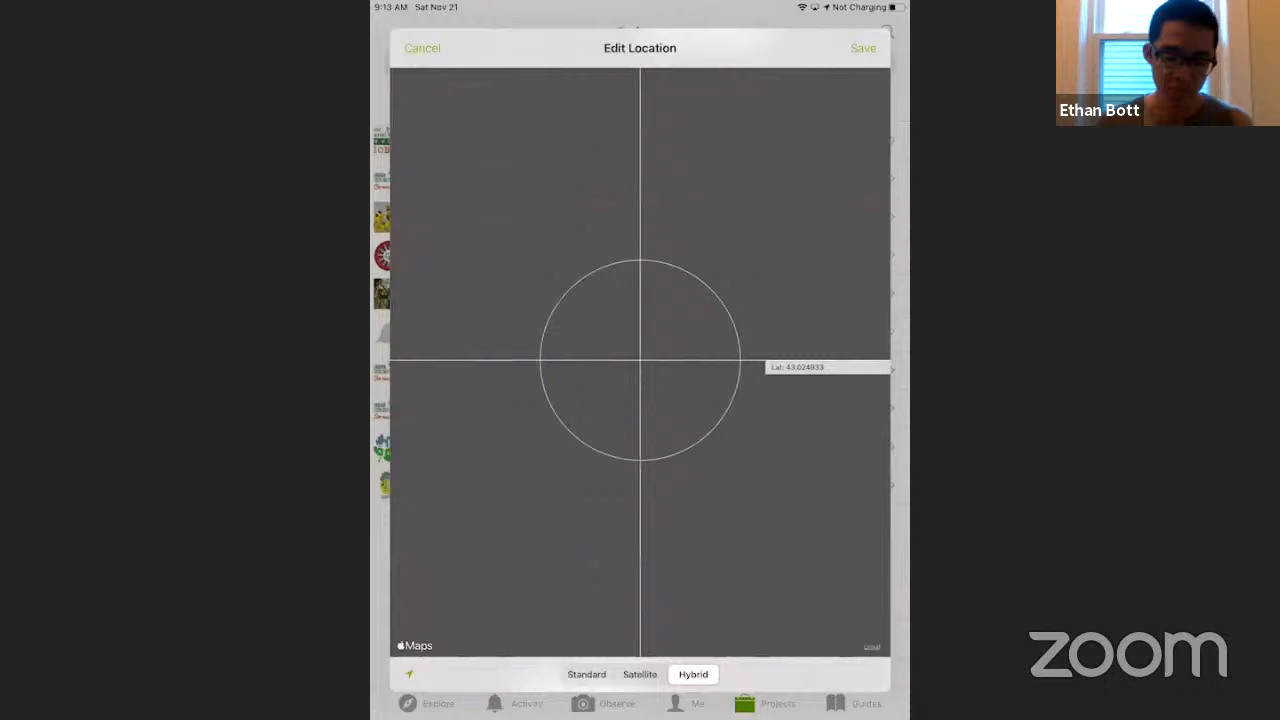 9:13 AM Sat Nov 21
Not Charging
Cancel
Edit Location
Save
Ethan Bott
Lat: 43.024933
Maps
Legal
Standard
Satellite
Hybrid
Explore
Activity
Observe
Me
Projects
Guides
zoom